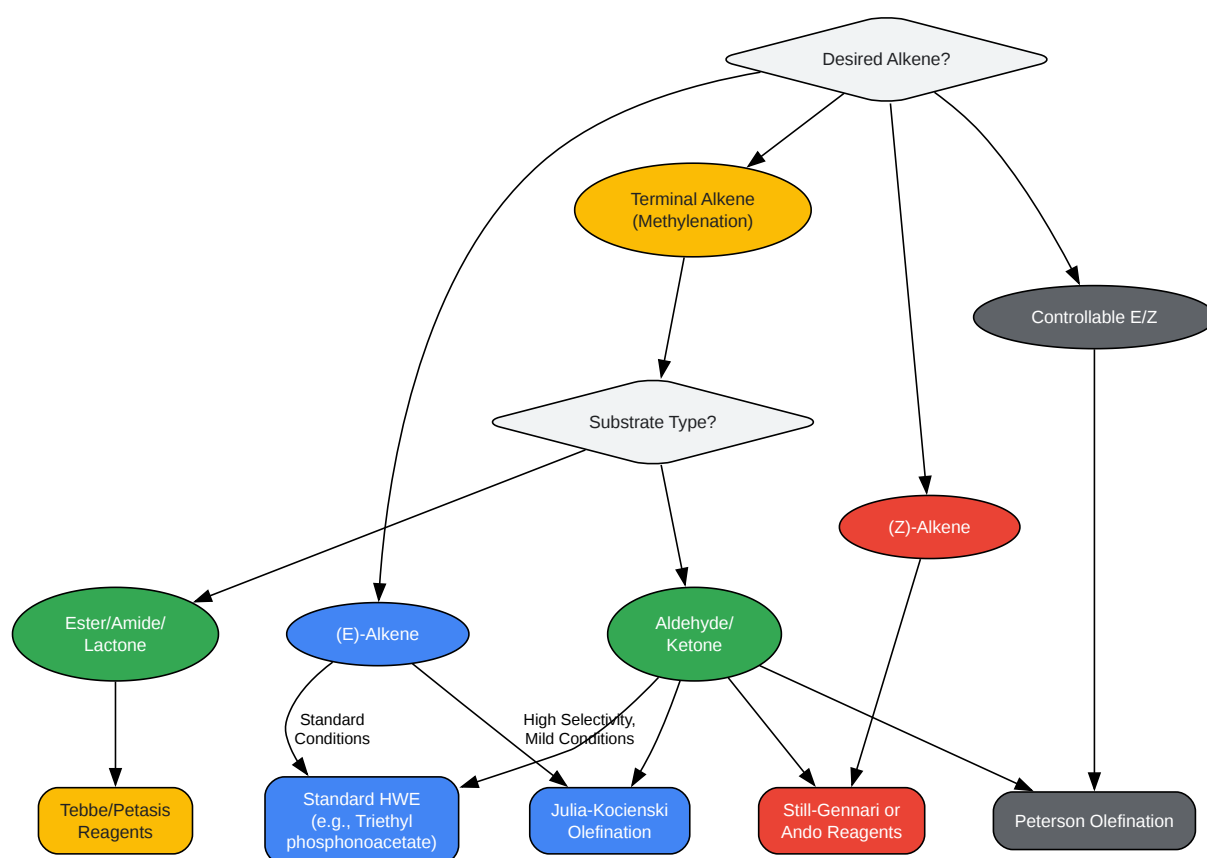 Desired Alkene?
Terminal Alkene
(Methylenation)
Controllable E/Z
Substrate Type?
(Z)-Alkene
Ester/Amide/
Lactone
(E)-Alkene
Aldehyde/
Ketone
Standard
Conditions
High Selectivity,
Mild Conditions
Tebbe/Petasis
Reagents
Standard HWE
(e.g., Triethyl
phosphonoacetate)
Julia-Kocienski
Olefination
Still-Gennari or
Ando Reagents
Peterson Olefination